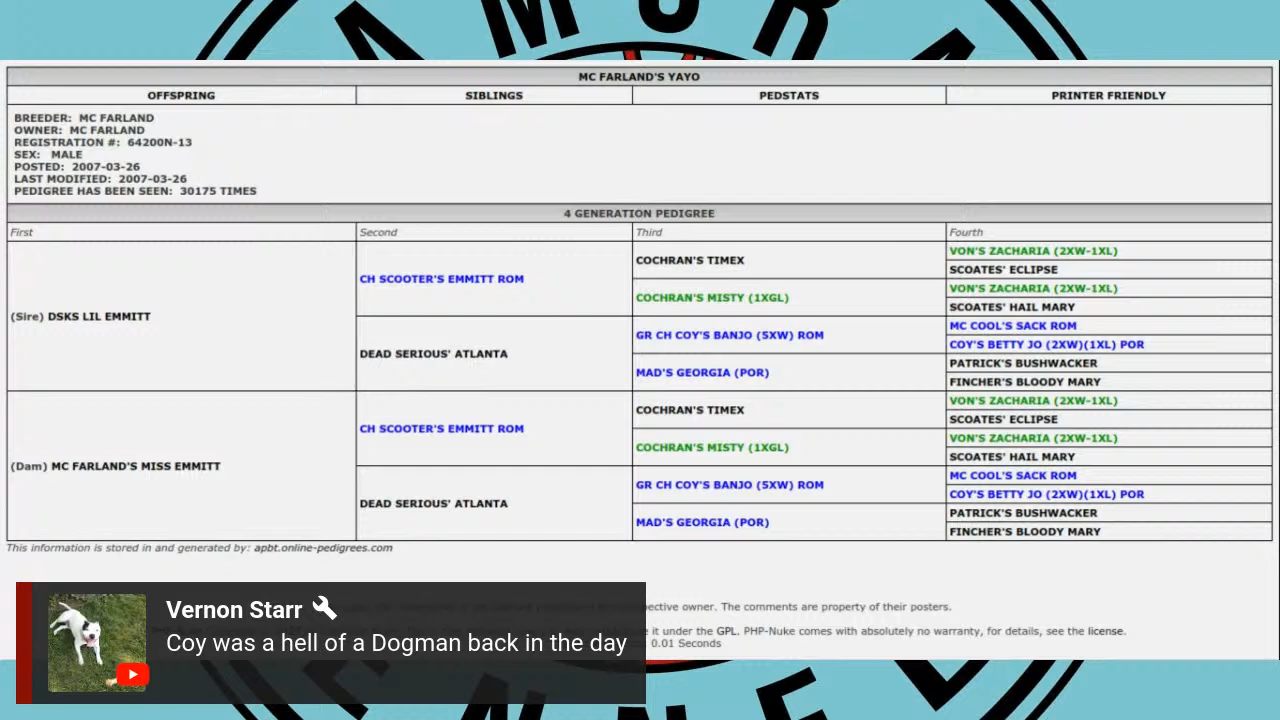 AMURA
MC FARLAND'S YAYO
OFFSPRING SIBLINGS PEDSTATS PRINTER FRIENDLY
BREEDER: MC FARLAND
OWNER: MC FARLAND
REGISTRATION #: 64200N-13
SEX: MALE
POSTED: 2007-03-26
LAST MODIFIED: 2007-03-26
PEDIGREE HAS BEEN SEEN: 30175 TIMES
4 GENERATION PEDIGREE
First Second Third Fourth
(Sire) DSKS LIL EMMITT
CH SCOOTER'S EMMITT ROM
COCHRAN'S TIMEX
VON'S ZACHARIA (2XW-1XL)
SCOATES' ECLIPSE
COCHRAN'S MISTY (1XGL)
VON'S ZACHARIA (2XW-1XL)
SCOATES' HAIL MARY
DEAD SERIOUS' ATLANTA
GR CH COY'S BANJO (5XW) ROM
MC COOL'S SACK ROM
COY'S BETTY JO (2XW)(1XL) POR
MAD'S GEORGIA (POR)
PATRICK'S BUSHWACKER
FINCHER'S BLOODY MARY
(Dam) MC FARLAND'S MISS EMMITT
CH SCOOTER'S EMMITT ROM
COCHRAN'S TIMEX
VON'S ZACHARIA (2XW-1XL)
SCOATES' ECLIPSE
COCHRAN'S MISTY (1XGL)
VON'S ZACHARIA (2XW-1XL)
SCOATES' HAIL MARY
DEAD SERIOUS' ATLANTA
GR CH COY'S BANJO (5XW) ROM
MC COOL'S SACK ROM
COY'S BETTY JO (2XW)(1XL) POR
MAD'S GEORGIA (POR)
PATRICK'S BUSHWACKER
FINCHER'S BLOODY MARY
This information is stored in and generated by: apbt.online-pedigrees.com
owner. The comments are property of their posters.
it under the GPL. PHP-Nuke comes with absolutely no warranty, for details, see the license.
0.01 Seconds
Vernon Starr
Coy was a hell of a Dogman back in the day